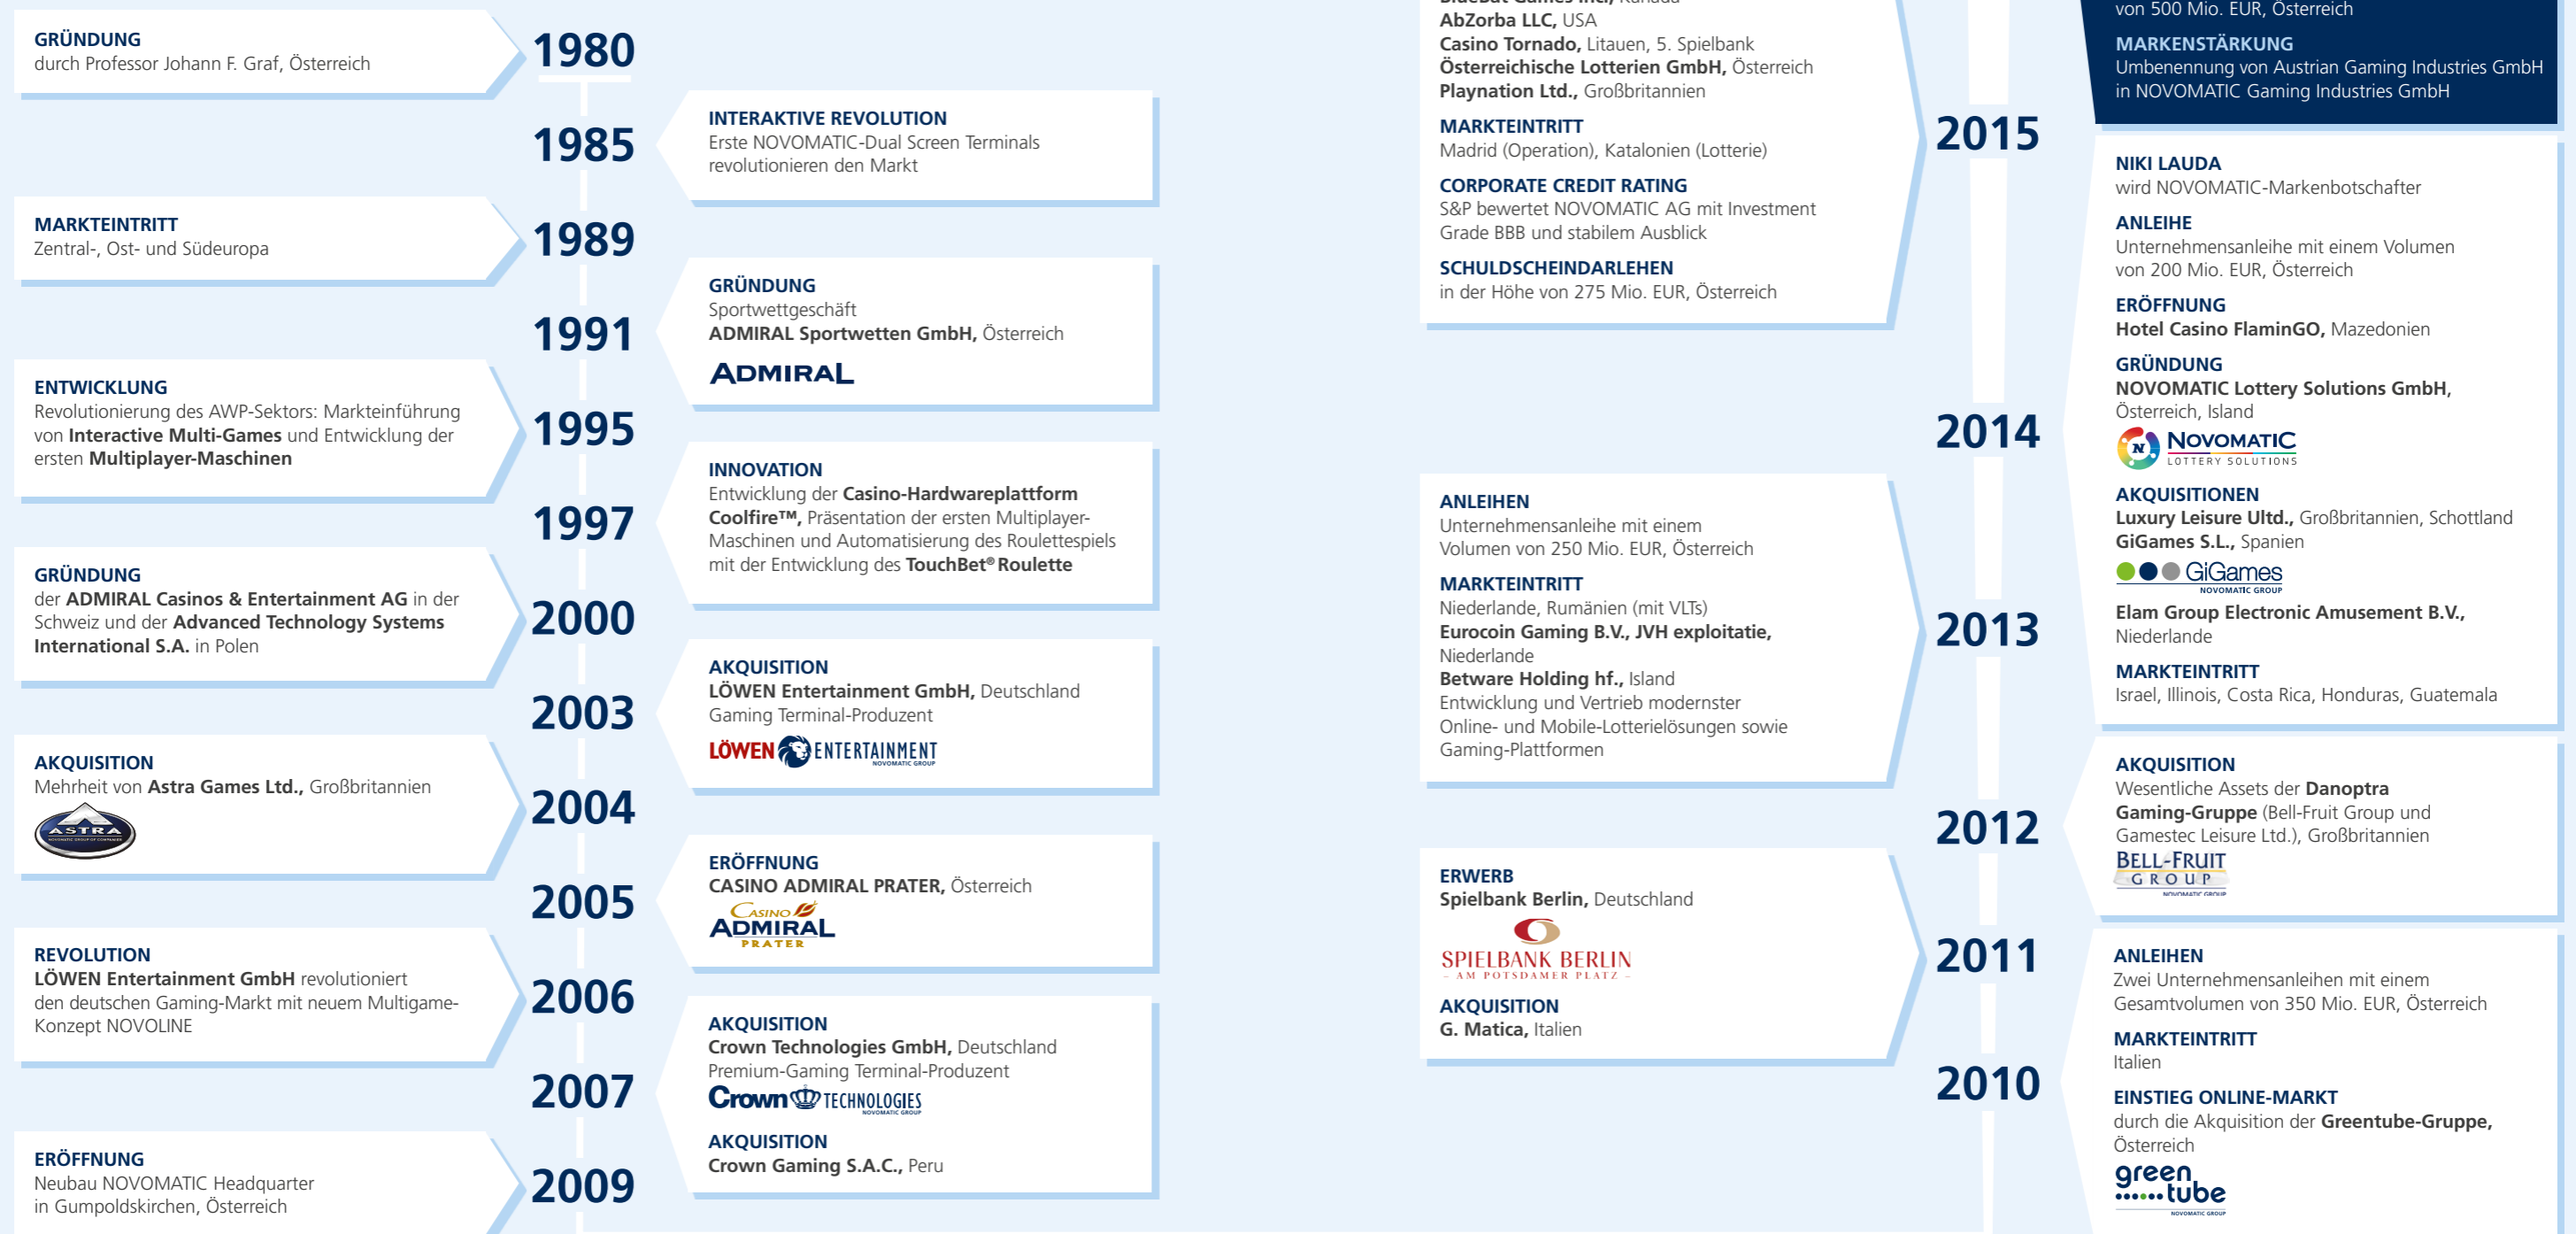 GRÜNDUNG
durch Professor Johann F. Graf, Österreich
1980
1985
INTERAKTIVE REVOLUTION
Erste NOVOMATIC-Dual Screen Terminals
revolutionieren den Markt
MARKTEINTRITT
Zentral-, Ost- und Südeuropa
1989
1991
GRÜNDUNG
Sportwettgeschäft
ADMIRAL Sportwetten GmbH, Österreich
ADMIRAL
ENTWICKLUNG
Revolutionierung des AWP-Sektors: Markteinführung
von Interactive Multi-Games und Entwicklung der
ersten Multiplayer-Maschinen
1995
1997
INNOVATION
Entwicklung der Casino-Hardwareplattform
Coolfire™, Präsentation der ersten Multiplayer-
Maschinen und Automatisierung des Roulettespiels
mit der Entwicklung des TouchBet® Roulette
GRÜNDUNG
der ADMIRAL Casinos & Entertainment AG in der
Schweiz und der Advanced Technology Systems
International S.A. in Polen
2000
2003
AKQUISITION
LÖWEN Entertainment GmbH, Deutschland
Gaming Terminal-Produzent
LÖWEN ENTERTAINMENT
NOVOMATIC GROUP
AKQUISITION
Mehrheit von Astra Games Ltd., Großbritannien
ASTRA
NOVOMATIC GROUP OF COMPANIES
2004
2005
ERÖFFNUNG
CASINO ADMIRAL PRATER, Österreich
CASINO
ADMIRAL
PRATER
REVOLUTION
LÖWEN Entertainment GmbH revolutioniert
den deutschen Gaming-Markt mit neuem Multigame-
Konzept NOVOLINE
2006
2007
AKQUISITION
Crown Technologies GmbH, Deutschland
Premium-Gaming Terminal-Produzent
Crown TECHNOLOGIES
NOVOMATIC GROUP
AKQUISITION
Crown Gaming S.A.C., Peru
ERÖFFNUNG
Neubau NOVOMATIC Headquarter
in Gumpoldskirchen, Österreich
2009
BlueBat Games Inc., Kanada
AbZorba LLC, USA
Casino Tornado, Litauen, 5. Spielbank
Österreichische Lotterien GmbH, Österreich
Playnation Ltd., Großbritannien
MARKTEINTRITT
Madrid (Operation), Katalonien (Lotterie)
CORPORATE CREDIT RATING
S&P bewertet NOVOMATIC AG mit Investment
Grade BBB und stabilem Ausblick
SCHULDSCHEINDARLEHEN
in der Höhe von 275 Mio. EUR, Österreich
2015
von 500 Mio. EUR, Österreich
MARKENSTÄRKUNG
Umbenennung von Austrian Gaming Industries GmbH
in NOVOMATIC Gaming Industries GmbH
2014
NIKI LAUDA
wird NOVOMATIC-Markenbotschafter
ANLEIHE
Unternehmensanleihe mit einem Volumen
von 200 Mio. EUR, Österreich
ERÖFFNUNG
Hotel Casino FlaminGO, Mazedonien
GRÜNDUNG
NOVOMATIC Lottery Solutions GmbH,
Österreich, Island
N NOVOMATIC
LOTTERY SOLUTIONS
AKQUISITIONEN
Luxury Leisure Ultd., Großbritannien, Schottland
GiGames S.L., Spanien
GiGames
NOVOMATIC GROUP
Elam Group Electronic Amusement B.V.,
Niederlande
MARKTEINTRITT
Israel, Illinois, Costa Rica, Honduras, Guatemala
ANLEIHEN
Unternehmensanleihe mit einem
Volumen von 250 Mio. EUR, Österreich
MARKTEINTRITT
Niederlande, Rumänien (mit VLTs)
Eurocoin Gaming B.V., JVH exploitatie,
Niederlande
Betware Holding hf., Island
Entwicklung und Vertrieb modernster
Online- und Mobile-Lotterielösungen sowie
Gaming-Plattformen
2013
2012
AKQUISITION
Wesentliche Assets der Danoptra
Gaming-Gruppe (Bell-Fruit Group und
Gamestec Leisure Ltd.), Großbritannien
BELL-FRUIT
GROUP
NOVOMATIC GROUP
ERWERB
Spielbank Berlin, Deutschland
SPIELBANK BERLIN
- AM POTSDAMER PLATZ -
AKQUISITION
G. Matica, Italien
2011
2010
ANLEIHEN
Zwei Unternehmensanleihen mit einem
Gesamtvolumen von 350 Mio. EUR, Österreich
MARKTEINTRITT
Italien
EINSTIEG ONLINE-MARKT
durch die Akquisition der Greentube-Gruppe,
Österreich
green
tube
NOVOMATIC GROUP